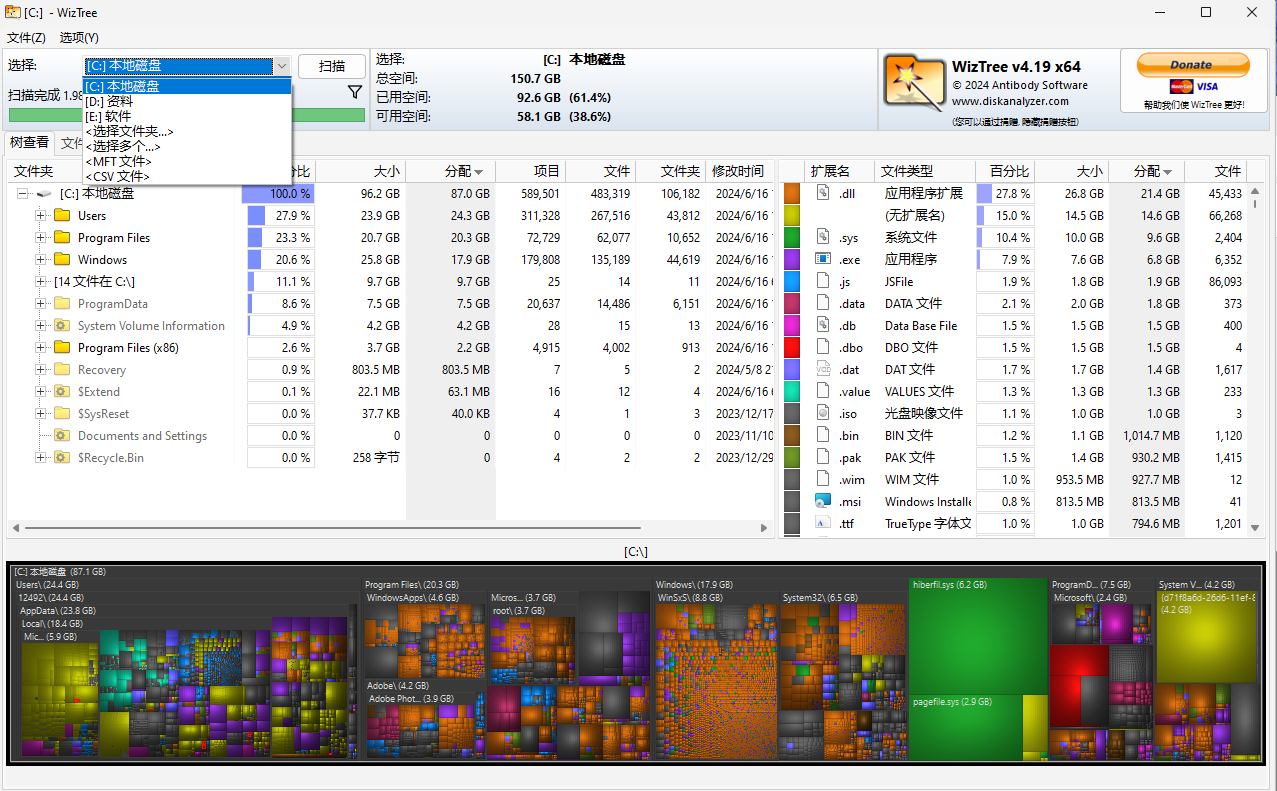 [C:] - WizTree
文件(Z) 选项(Y)
选择: [C:] 本地磁盘 扫描
[C:] 本地磁盘
[D:] 资料
[E:] 软件
<选择文件夹...>
<选择多个...>
<MFT 文件>
<CSV 文件>
扫描完成 1.98
选择: [C:] 本地磁盘
总空间: 150.7 GB
已用空间: 92.6 GB (61.4%)
可用空间: 58.1 GB (38.6%)
WizTree v4.19 x64
© 2024 Antibody Software
www.diskanalyzer.com
(您可以通过捐赠, 隐藏捐赠按钮)
Donate
MasterCard VISA
帮助我们使 WizTree 更好!
树查看 文件
文件夹 分比 大小 分配 项目 文件 文件夹 修改时间
[C:] 本地磁盘 100.0 % 96.2 GB 87.0 GB 589,501 483,319 106,182 2024/6/16
Users 27.9 % 23.9 GB 24.3 GB 311,328 267,516 43,812 2024/6/16
Program Files 23.3 % 20.7 GB 20.3 GB 72,729 62,077 10,652 2024/6/16
Windows 20.6 % 25.8 GB 17.9 GB 179,808 135,189 44,619 2024/6/16
[14 文件在 C:\] 11.1 % 9.7 GB 9.7 GB 25 14 11 2024/6/16
ProgramData 8.6 % 7.5 GB 7.5 GB 20,637 14,486 6,151 2024/6/16
System Volume Information 4.9 % 4.2 GB 4.2 GB 28 15 13 2024/6/16
Program Files (x86) 2.6 % 3.7 GB 2.2 GB 4,915 4,002 913 2024/6/16
Recovery 0.9 % 803.5 MB 803.5 MB 7 5 2 2024/5/8 2
$Extend 0.1 % 22.1 MB 63.1 MB 16 12 4 2024/6/16
$SysReset 0.0 % 37.7 KB 40.0 KB 4 1 3 2023/12/17
Documents and Settings 0.0 % 0 0 0 0 0 2023/11/10
$Recycle.Bin 0.0 % 258 字节 0 4 2 2 2023/12/29
扩展名 文件类型 百分比 大小 分配 文件
.dll 应用程序扩展 27.8 % 26.8 GB 21.4 GB 45,433
(无扩展名) 15.0 % 14.5 GB 14.6 GB 66,268
.sys 系统文件 10.4 % 10.0 GB 9.6 GB 2,404
.exe 应用程序 7.9 % 7.6 GB 6.8 GB 6,352
.js JSFile 1.9 % 1.8 GB 1.9 GB 86,093
.data DATA 文件 2.1 % 2.0 GB 1.8 GB 373
.db Data Base File 1.5 % 1.5 GB 1.5 GB 400
.dbo DBO 文件 1.5 % 1.5 GB 1.5 GB 4
.dat DAT 文件 1.7 % 1.7 GB 1.4 GB 1,617
.value VALUES 文件 1.3 % 1.3 GB 1.3 GB 233
.iso 光盘映像文件 1.1 % 1.0 GB 1.0 GB 3
.bin BIN 文件 1.2 % 1.1 GB 1,014.7 MB 1,120
.pak PAK 文件 1.5 % 1.4 GB 930.2 MB 1,415
.wim WIM 文件 1.0 % 953.5 MB 927.7 MB 12
.msi Windows Installe 0.8 % 813.5 MB 813.5 MB 41
.ttf TrueType 字体文 1.0 % 1.0 GB 794.6 MB 1,201
[C:\]
[C:] 本地磁盘 (87.1 GB)
Users\ (24.4 GB)
12492\ (24.4 GB)
AppData\ (23.8 GB)
Local\ (18.4 GB)
Mic... (5.9 GB)
Program Files\ (20.3 GB)
WindowsApps\ (4.6 GB)
Micros... (3.7 GB)
root\ (3.7 GB)
Adobe\ (4.2 GB)
Adobe Phot... (3.9 GB)
Windows\ (17.9 GB)
WinSxS\ (8.8 GB)
System32\ (6.5 GB)
hiberfil.sys (6.2 GB)
pagefile.sys (2.9 GB)
ProgramD... (7.5 GB)
Microsoft\ (2.4 GB)
System V... (4.2 GB)
{d71f8a6d-26d6-11ef-8
(4.2 GB)